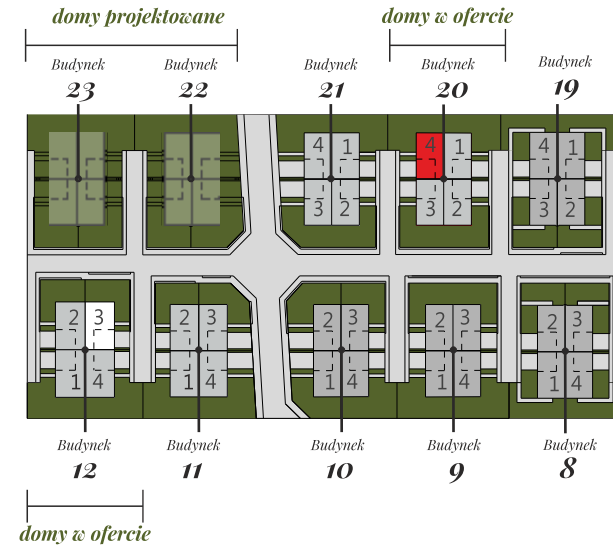 domy projektowane domy w ofercie
Budynek Budynek Budynek Budynek Budynek
23 22 21 20 19
4 1 4 1 4 1
3 2 3 2 3 2
2 3 2 3 2 3 2 3 2 3
1 4 1 4 1 4 1 4 1 4
Budynek Budynek Budynek Budynek Budynek
12 11 10 9 8
domy w ofercie